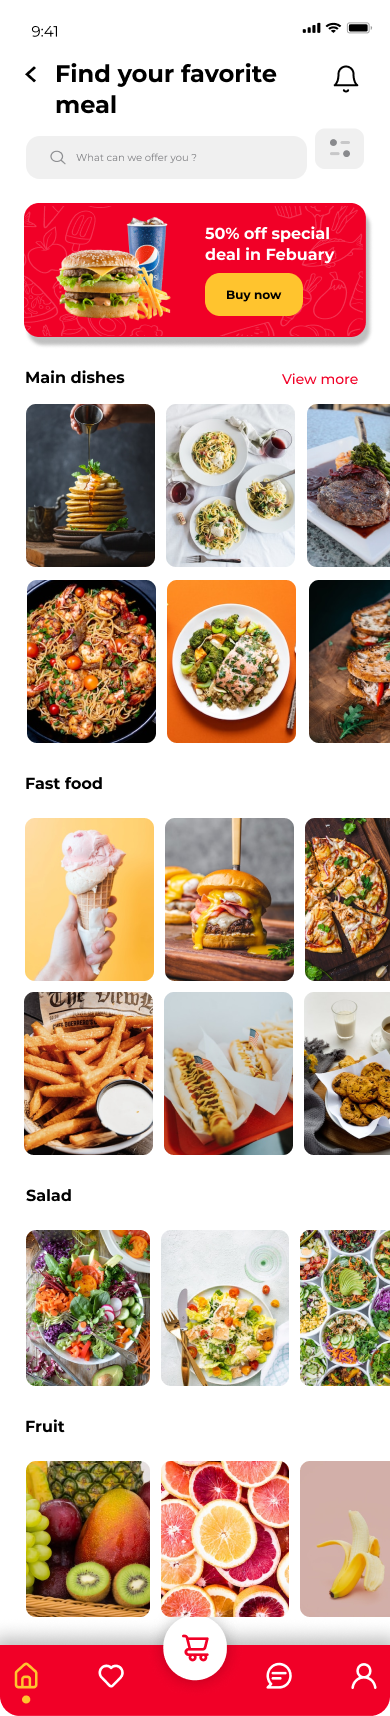 9:41
Find your favorite
meal
What can we offer you ?
50% off special
deal in Febuary
Buy now
Main dishes
View more
Fast food
The View
Salad
Fruit